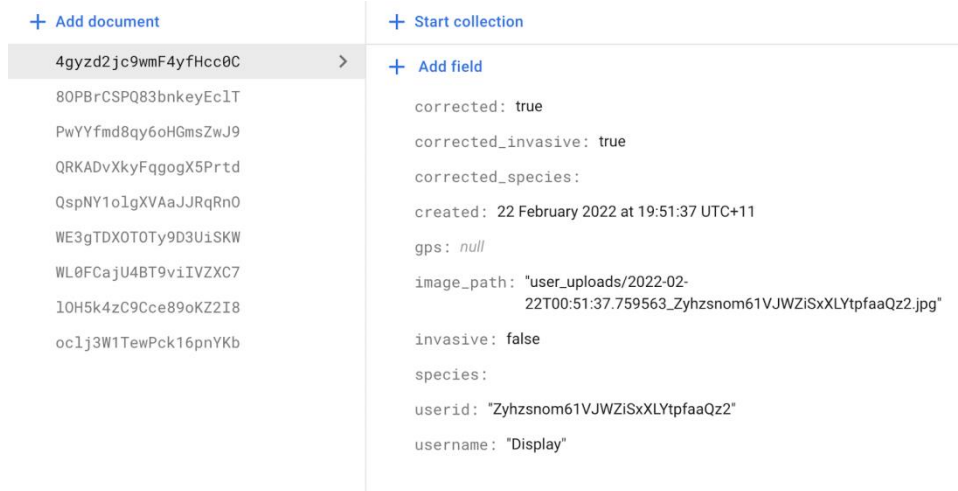 + Add document
4gyzd2jc9wmF4yfHcc0C
8OPBrCSPQ83bnkeyEclT
PwYYfmd8qy6oHGmsZwJ9
QRKADvXkyFqgogX5Prtd
QspNY1olgXVAaJJRqRnO
WE3gTDXOTOTy9D3UiSKW
WL0FCajU4BT9viIVZXC7
lOH5k4zC9Cce89oKZ2I8
oclj3W1TewPck16pnYKb
+ Start collection
+ Add field
corrected: true
corrected_invasive: true
corrected_species:
created: 22 February 2022 at 19:51:37 UTC+11
gps: null
image_path: "user_uploads/2022-02-
22T00:51:37.759563_Zyhzsnom61VJWZiSxXLYtpfaaQz2.jpg"
invasive: false
species:
userid: "Zyhzsnom61VJWZiSxXLYtpfaaQz2"
username: "Display"